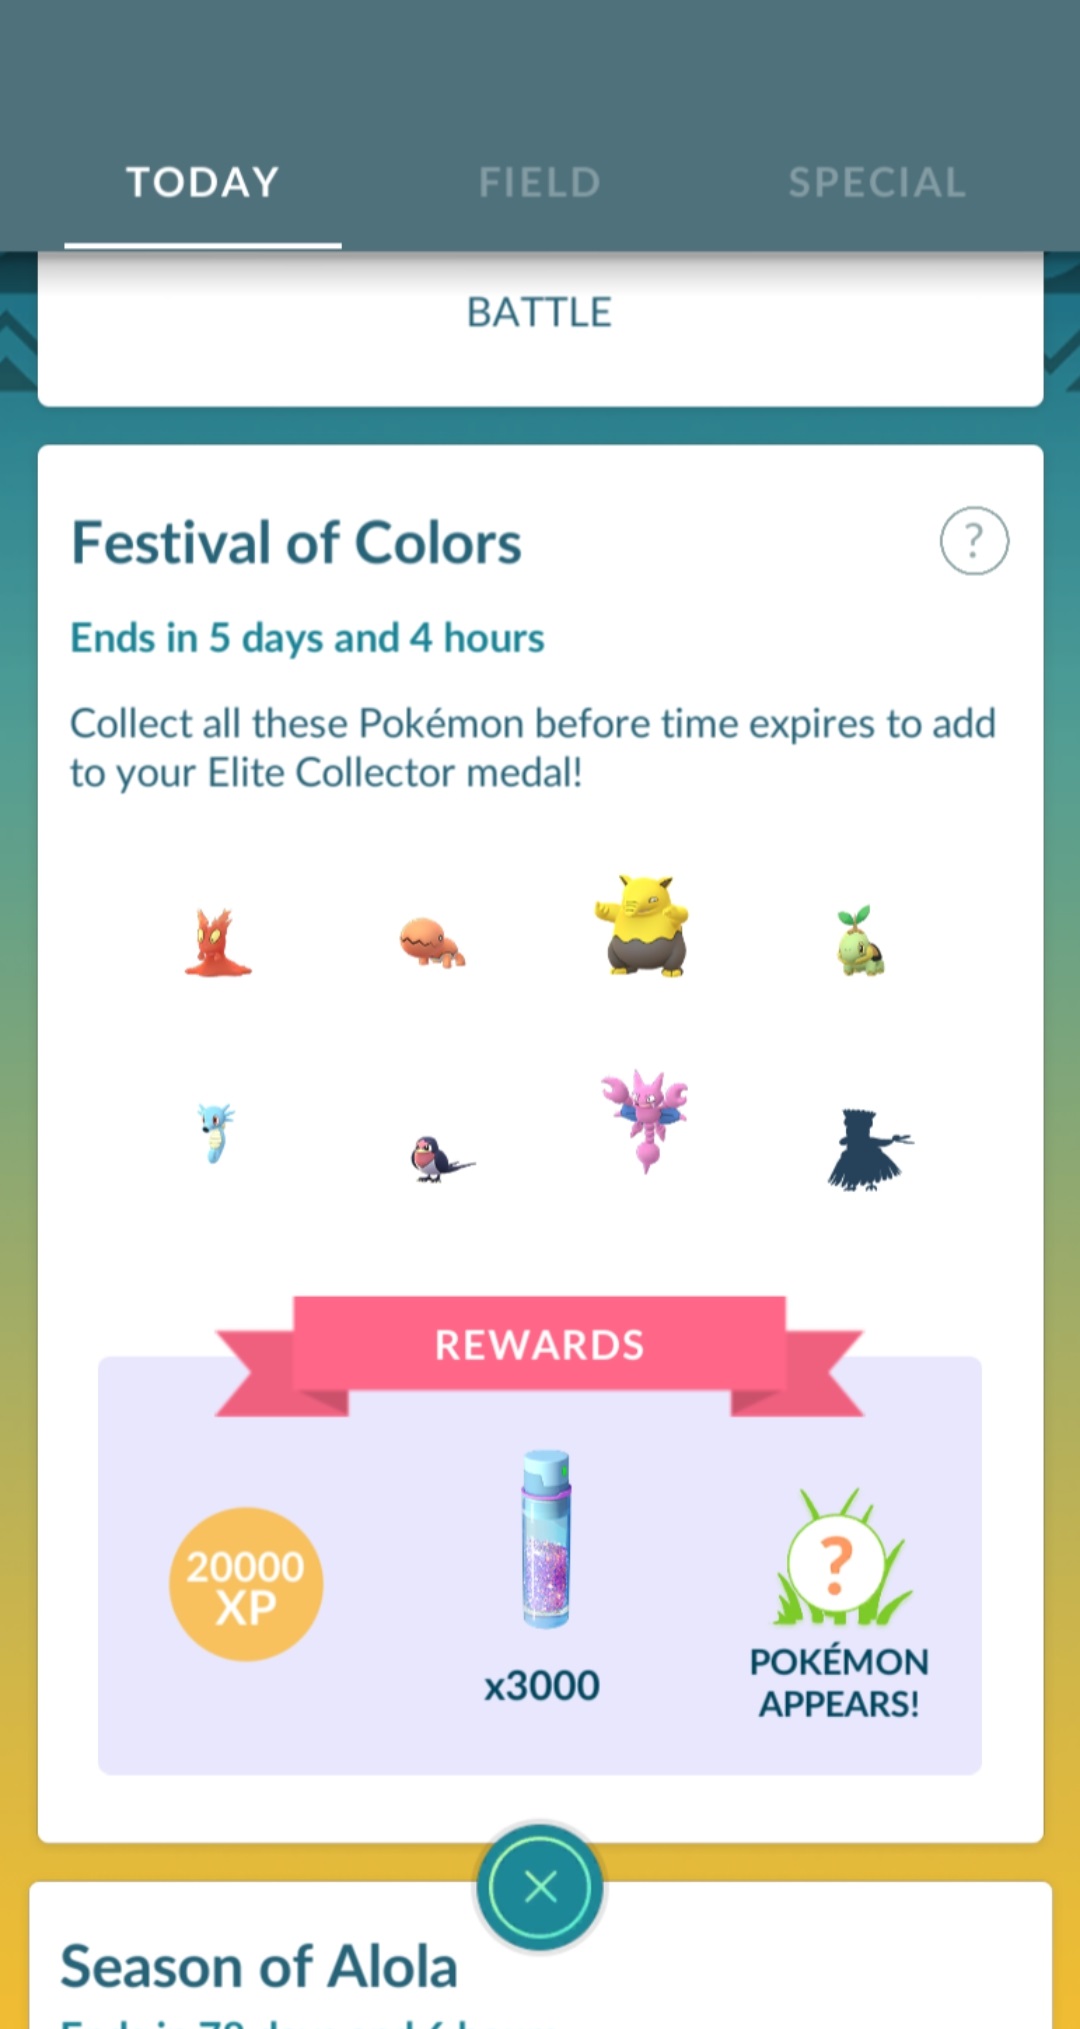 TODAY FIELD SPECIAL
BATTLE
Festival of Colors
?
Ends in 5 days and 4 hours
Collect all these Pokémon before time expires to add
to your Elite Collector medal!
REWARDS
20000
XP
x3000
?
POKÉMON
APPEARS!
Season of Alola